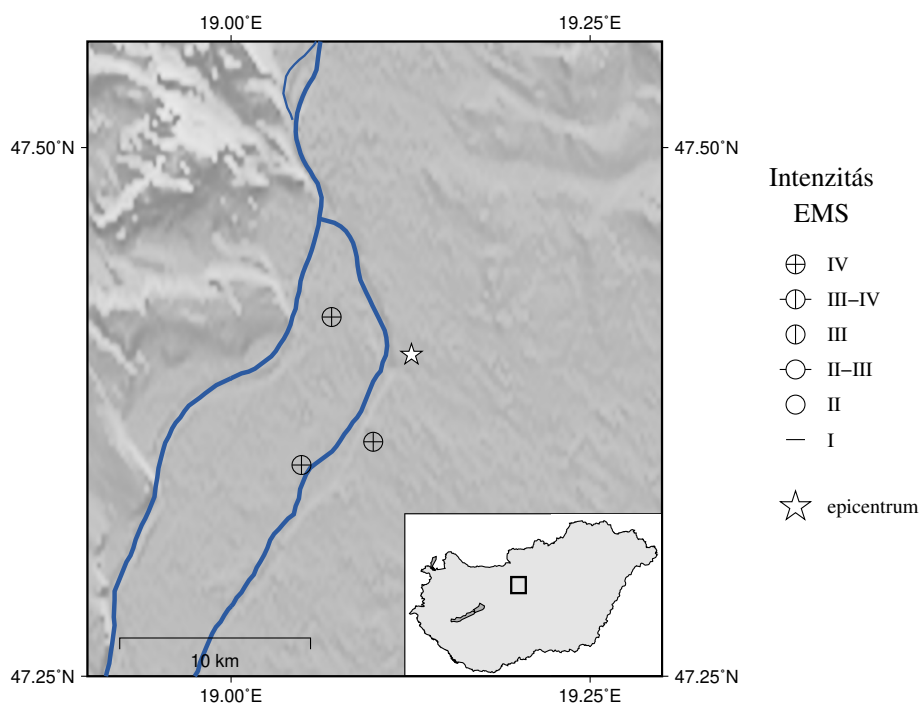 19.00˚E 19.25˚E
47.50˚N 47.50˚N
Intenzitás
EMS
IV
III−IV
III
II−III
II
I
epicentrum
10 km
47.25˚N 47.25˚N
19.00˚E 19.25˚E